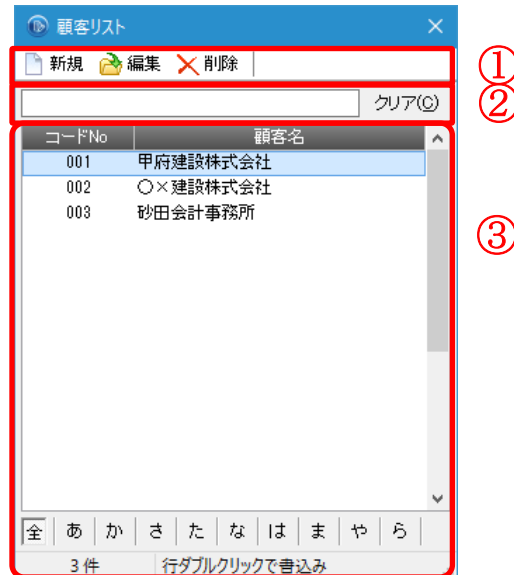 顧客リスト
新規 編集 削除 ①
クリア(C) ②
コードNo 顧客名
001 甲府建設株式会社
002 ○×建設株式会社
003 砂田会計事務所
③
全 あ か さ た な は ま や ら
3件 行ダブルクリックで書込み